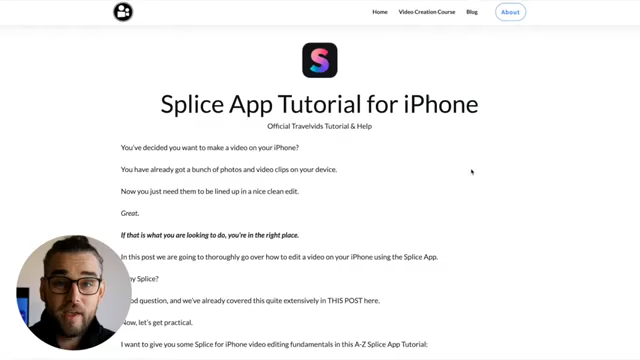 Home Video Creation Course Blog About
S
Splice App Tutorial for iPhone
Official Travelvids Tutorial & Help
You've decided you want to make a video on your iPhone?
You have already got a bunch of photos and video clips on your device.
Now you just need them to be lined up in a nice clean edit.
Great.
If that is what you are looking to do, you're in the right place.
In this post we are going to thoroughly go over how to edit a video on your iPhone using the Splice App.
Splice?
question, and we've already covered this quite extensively in THIS POST here.
let's get practical.
I want to give you some Splice for iPhone video editing fundamentals in this A-Z Splice App Tutorial: